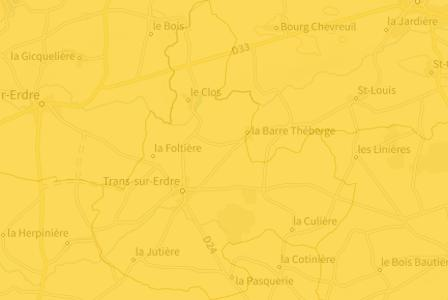 le Bois
Bourg Chevreuil
la Jardière
D33
la Gicquelière
St-
r-Erdre
le Clos
St-Louis
la Barre Théberge
la Foltière
les Linières
Trans-sur-Erdre
la Culière
la Herpinière
D24
la Jutière
la Cotinière
le Bois Bautier
la Pasquerie